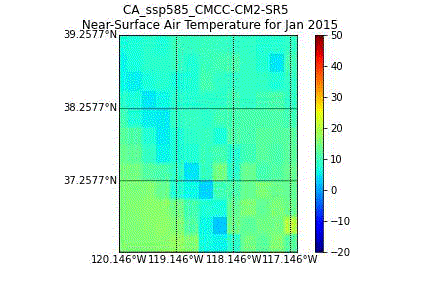 CA_ssp585_CMCC-CM2-SR5
Near-Surface Air Temperature for Jan 2015
39.2577°N
38.2577°N
37.2577°N
120.146°W 119.146°W 118.146°W 117.146°W
50
40
30
20
10
0
−10
−20